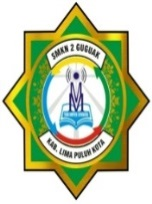 SMKN 2 GUGUAK
KAB. LIMA PULUH KOTA